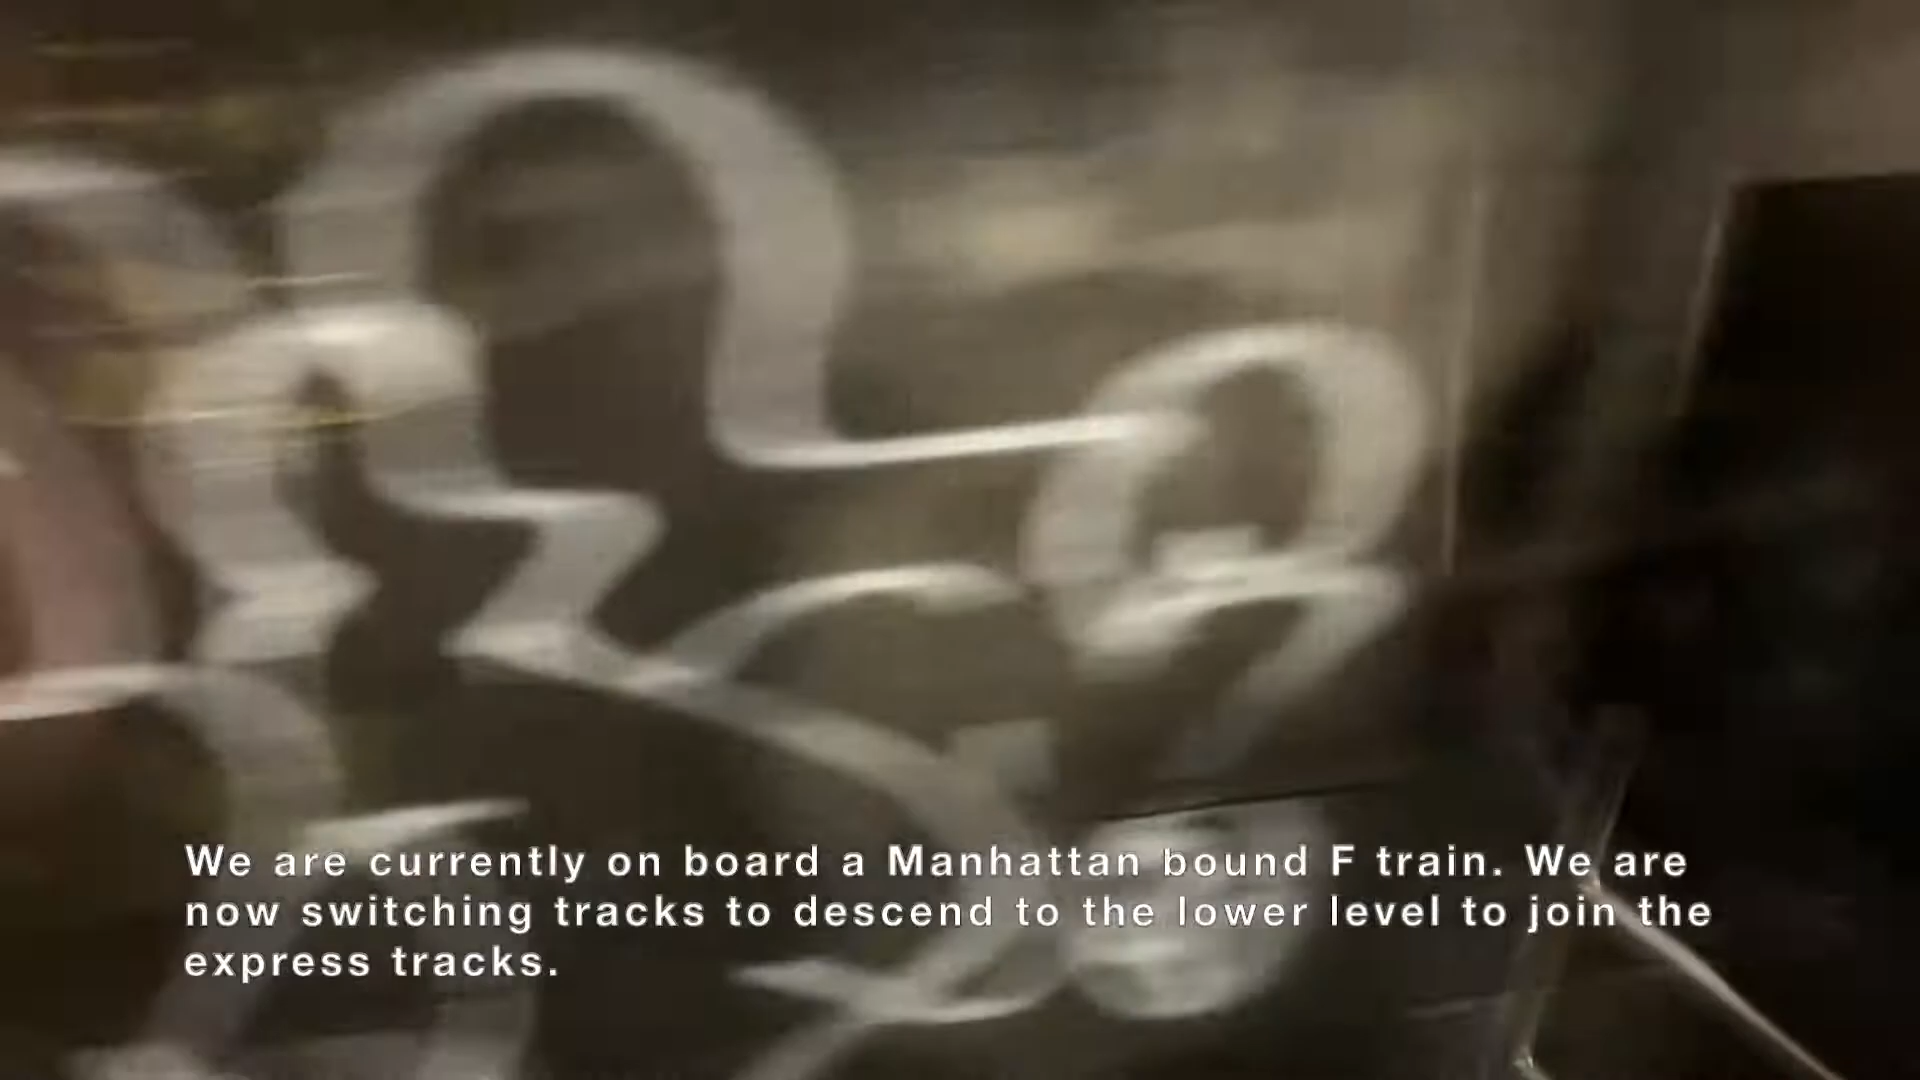 We are currently on board a Manhattan bound F train. We are
now switching tracks to descend to the lower level to join the
express tracks.